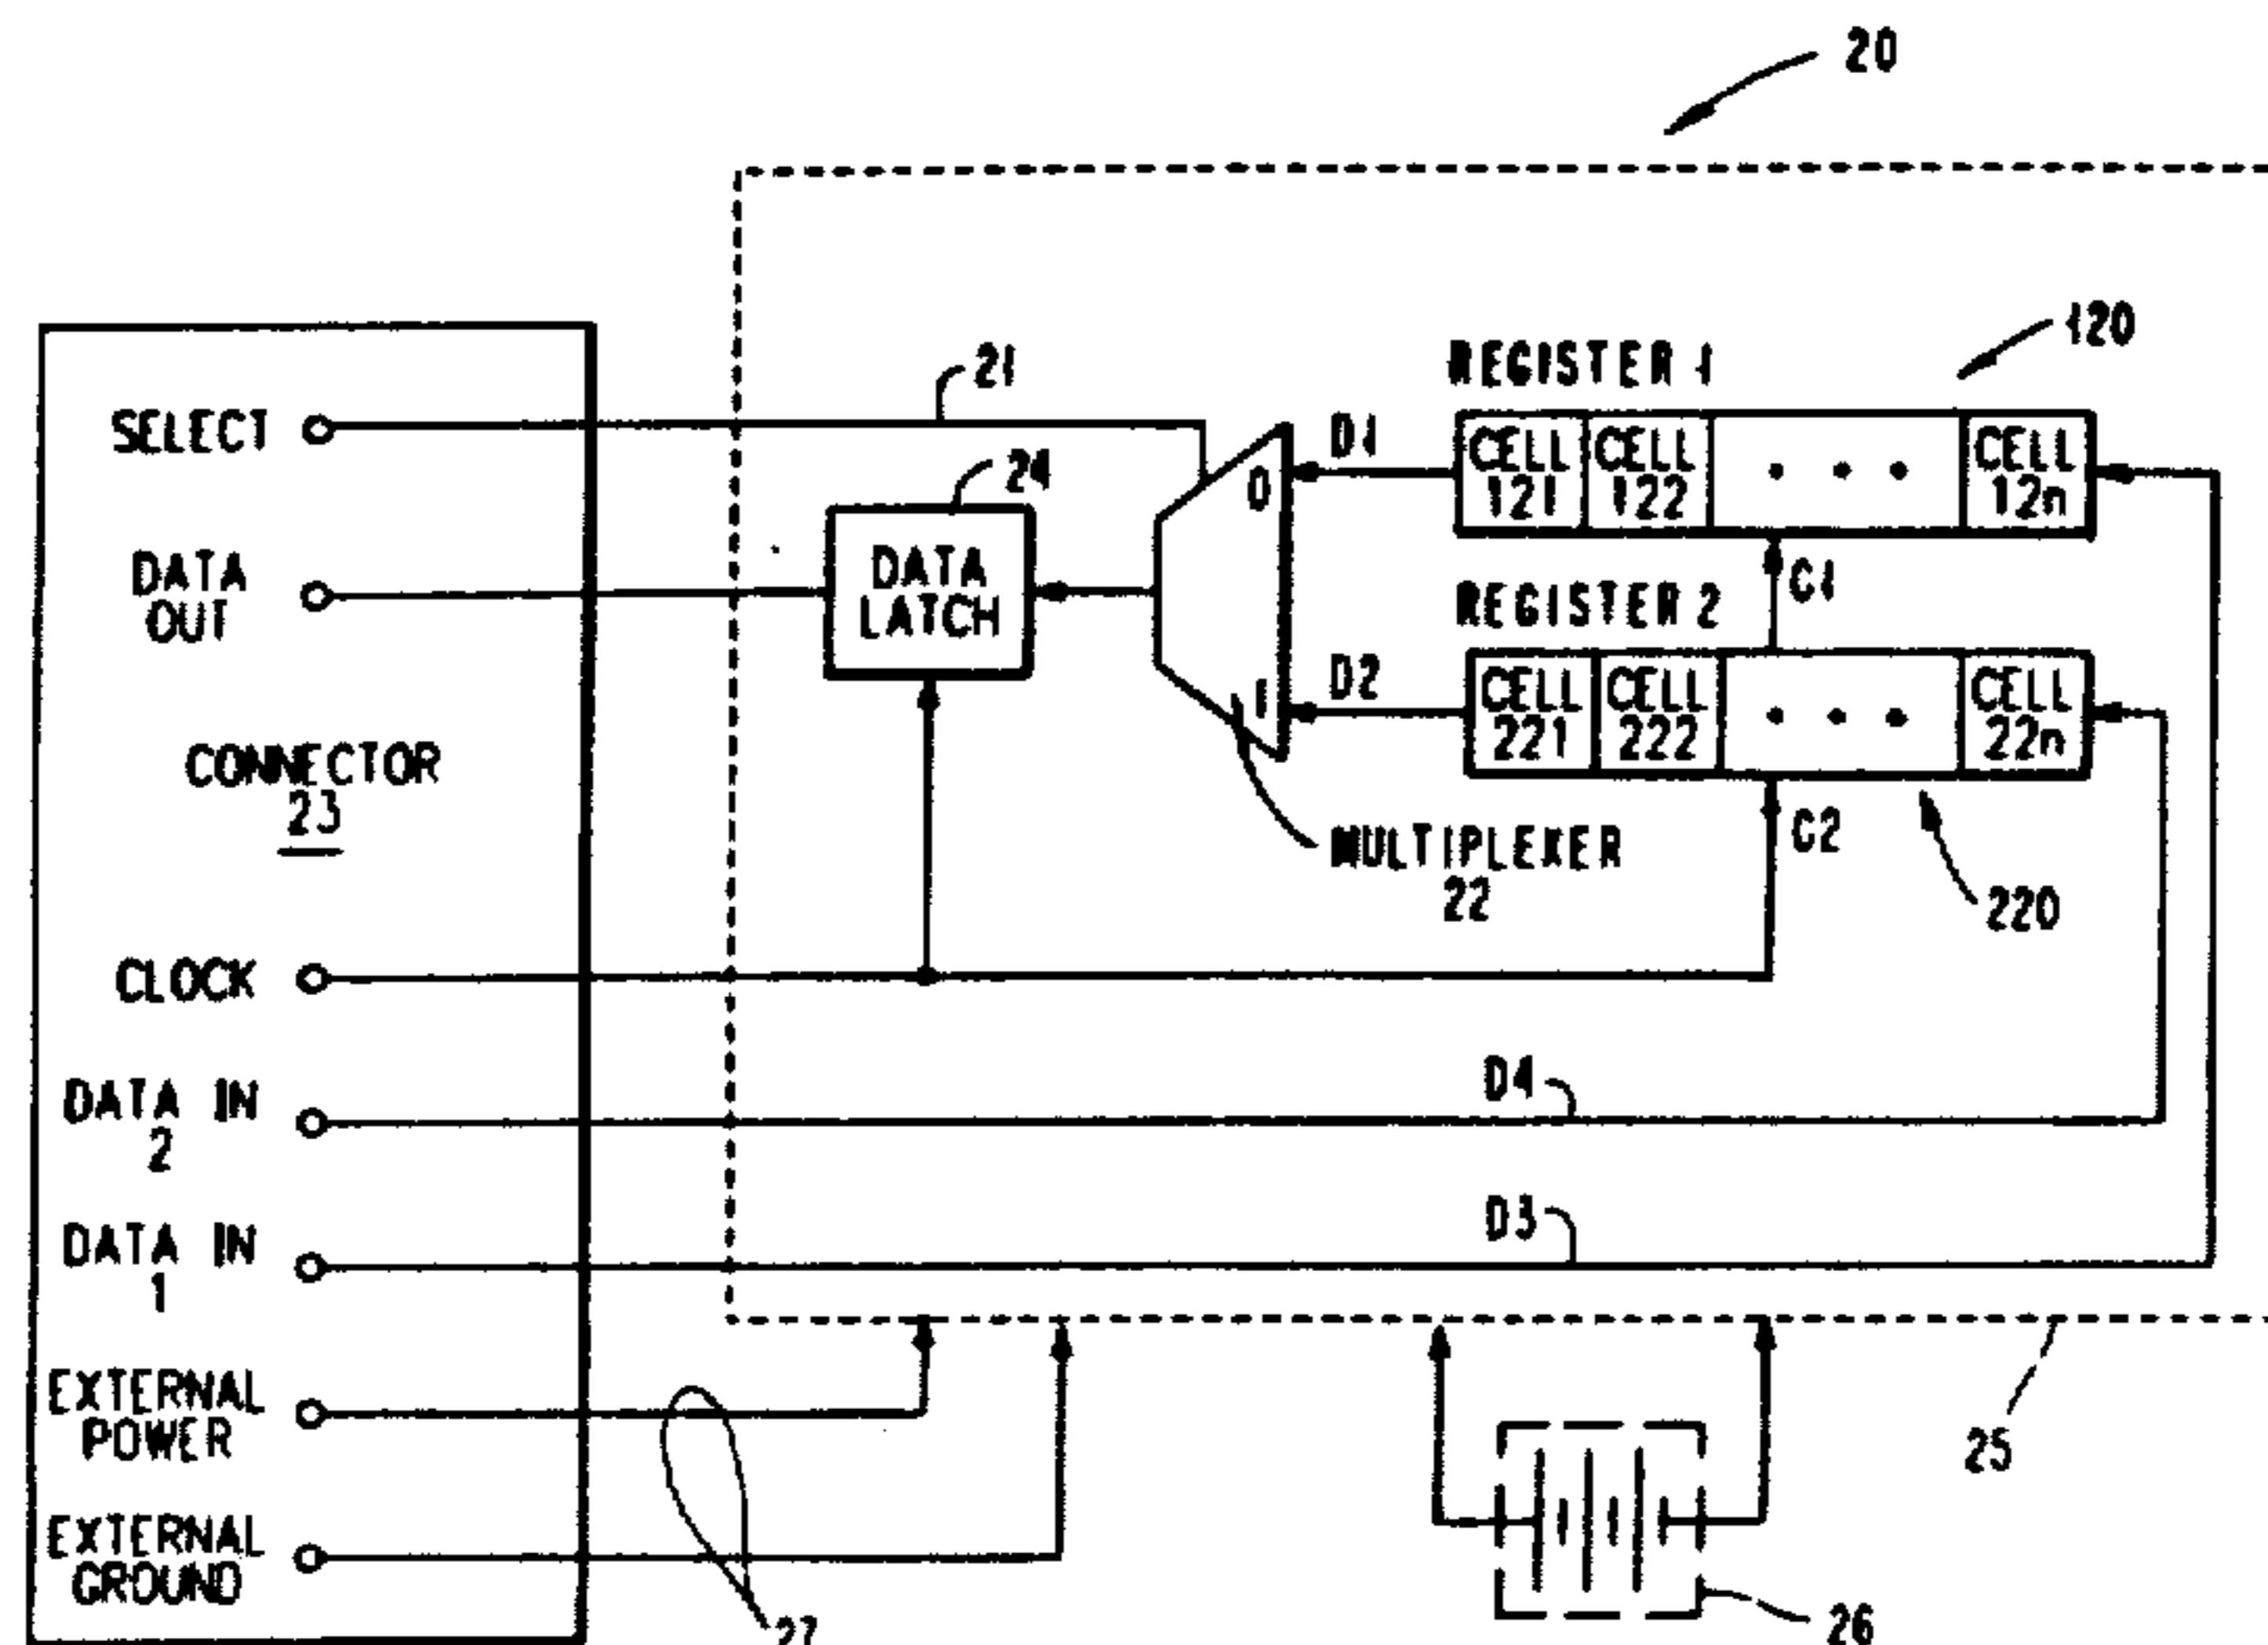 20
120
REGISTER 1
SELECT
21
D1
0
CELL
121
CELL
122
CELL
12n
24
DATA
OUT
DATA
LATCH
C1
REGISTER 2
D2
1
CELL
221
CELL
222
CELL
22n
CONNECTOR
23
MULTIPLEXER
22
C2
220
CLOCK
DATA IN
2
D4
DATA IN
1
D3
EXTERNAL
POWER
25
EXTERNAL
GROUND
27
26